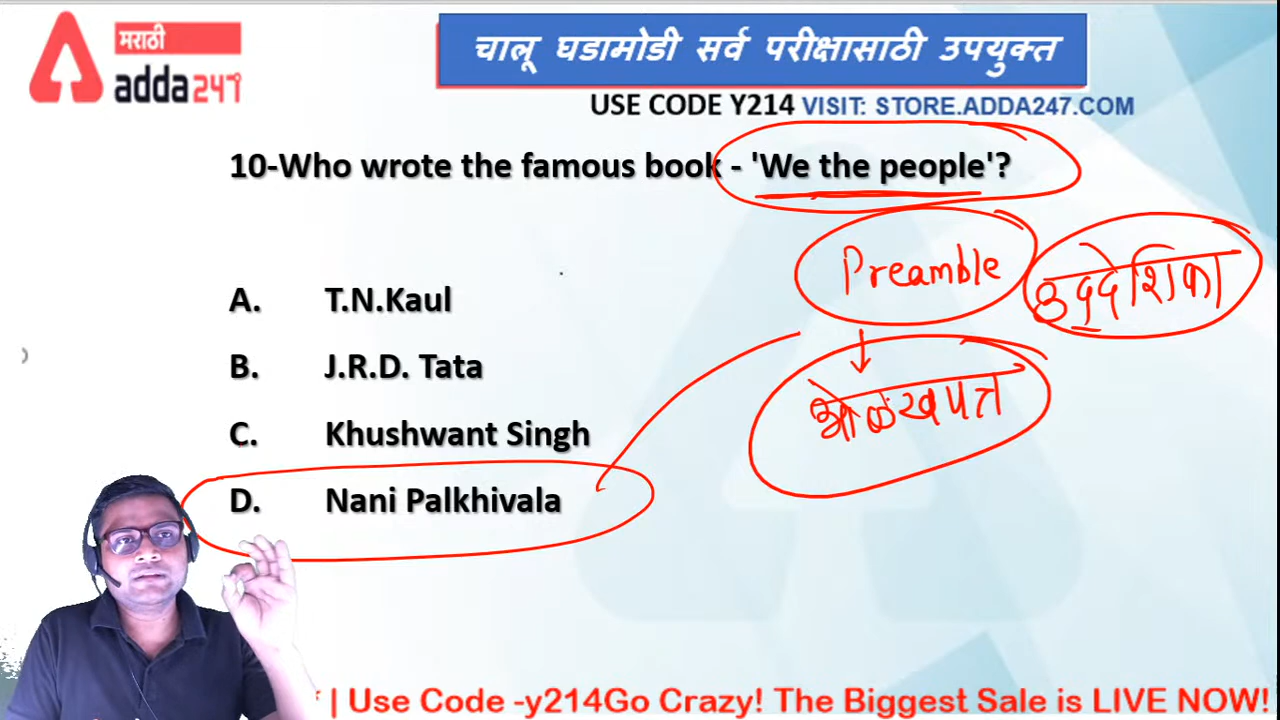 मराठी
adda247
चालू घडामोडी सर्व परीक्षासाठी उपयुक्त
USE CODE Y214 VISIT: STORE.ADDA247.COM
10-Who wrote the famous book - 'We the people'?
Preamble
उद्देशिका
A. T.N.Kaul
B. J.R.D. Tata
ओळखपत्र
C. Khushwant Singh
D. Nani Palkhivala
| Use Code -y214Go Crazy! The Biggest Sale is LIVE NOW!